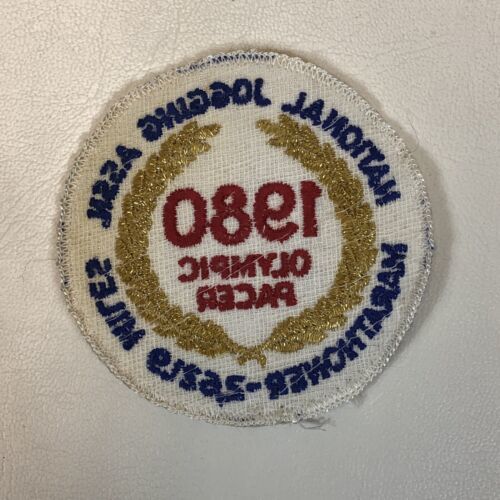 NATIONAL JOGGING ASSN.
1980
OLYMPIC
PACER
MARATHONER-26.219 MILES